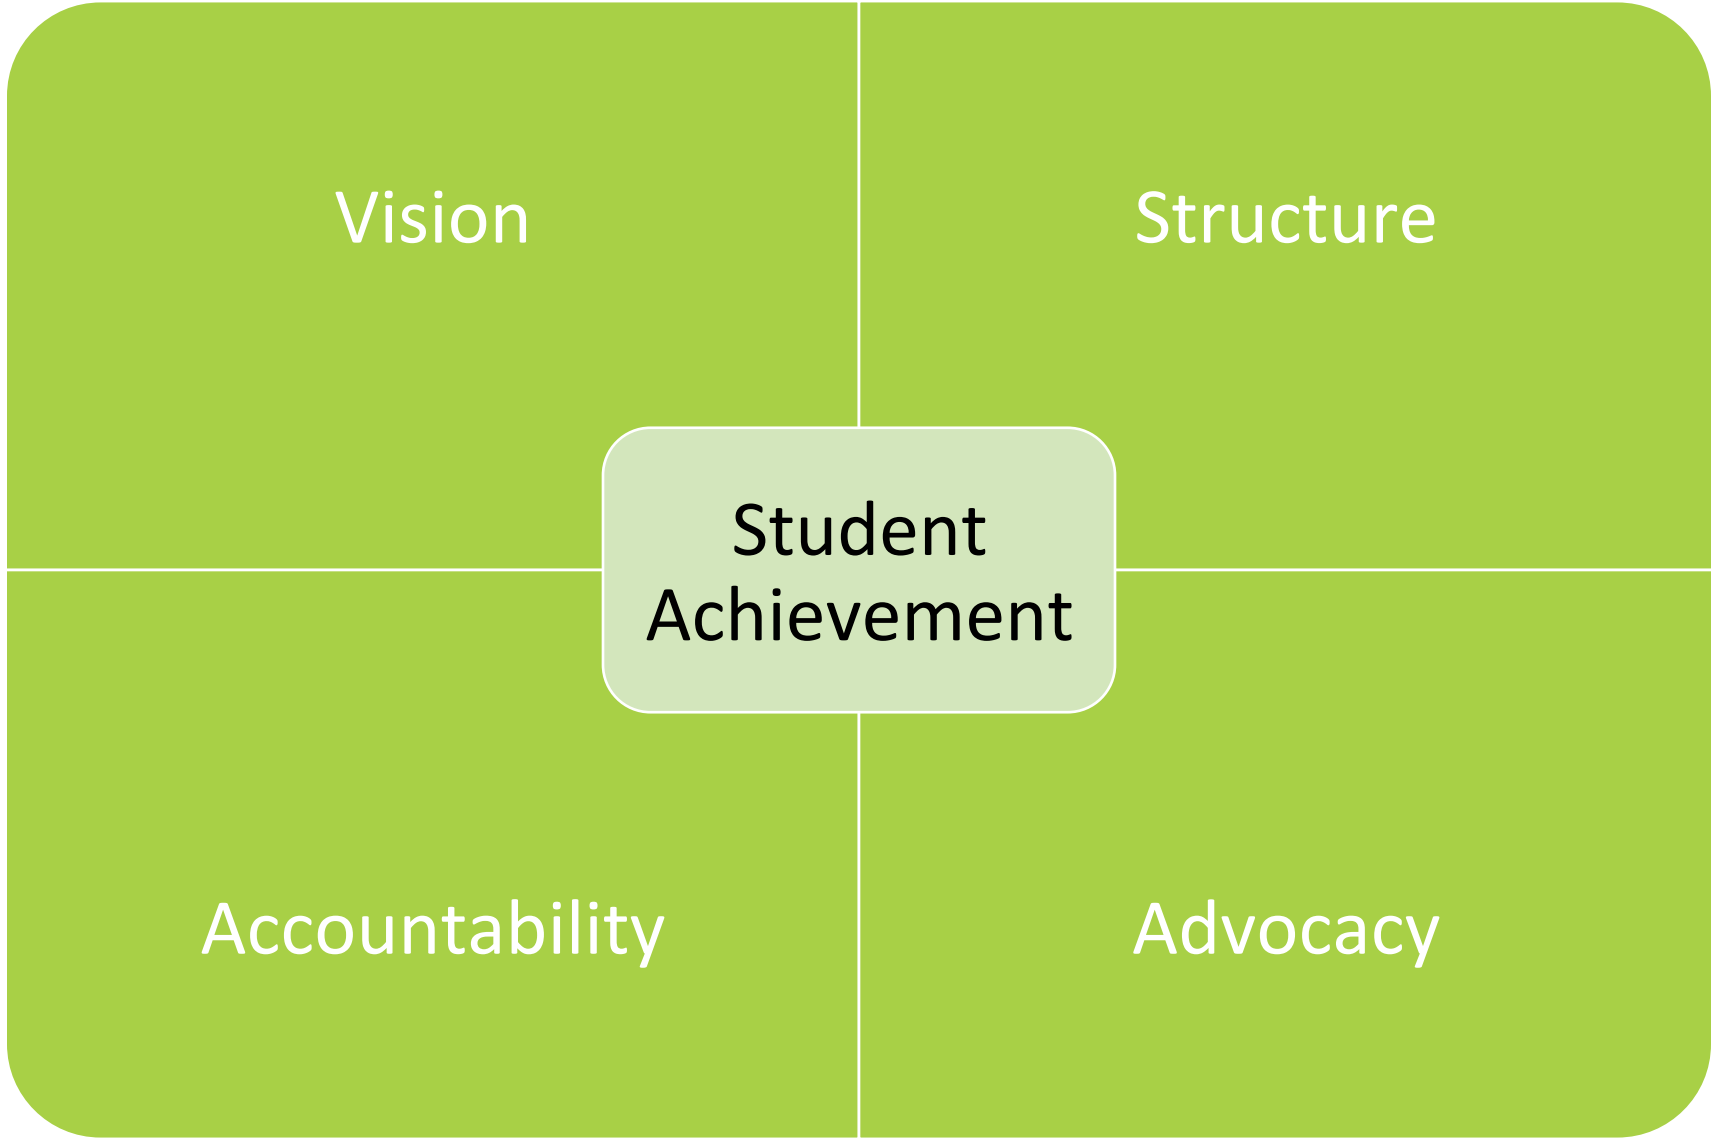 Vision
Structure
Student
Achievement
Accountability
Advocacy